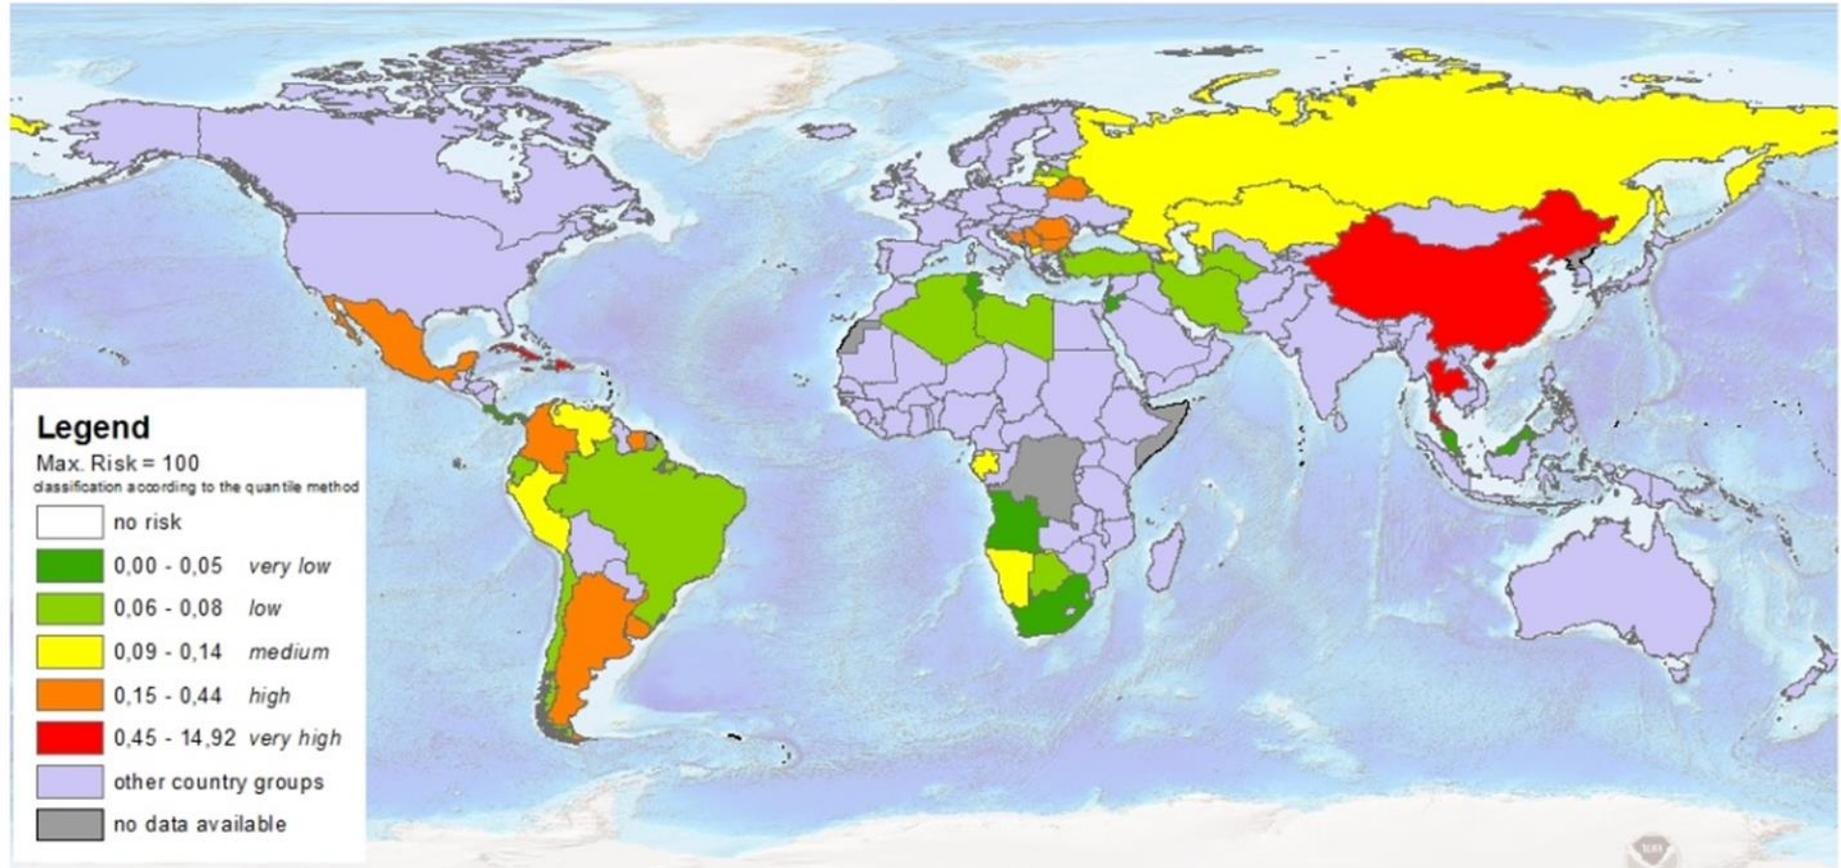 Legend
Max. Risk = 100
classification according to the quantile method
no risk
0,00 - 0,05 very low
0,06 - 0,08 low
0,09 - 0,14 medium
0,15 - 0,44 high
0,45 - 14,92 very high
other country groups
no data available